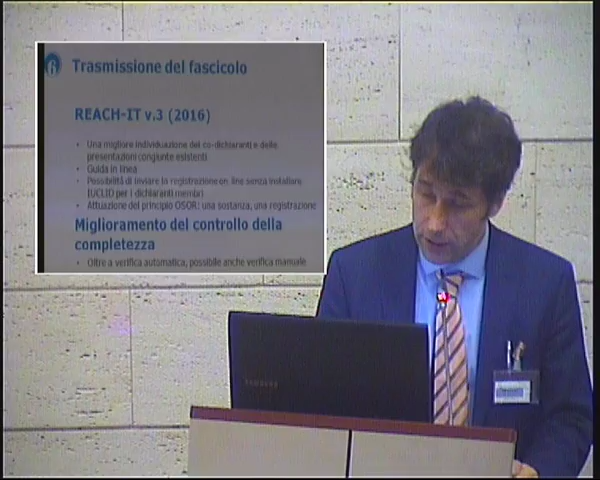 6 Trasmissione del fascicolo
REACH-IT v.3 (2016)
• Una migliore individuazione dei co-dichiaranti e delle
presentazioni congiunte esistenti
• Guida in linea
• Possibilità di inviare la registrazione on line senza installare
IUCLID per i dichiaranti membri
• Attuazione del principio OSOR: una sostanza, una registrazione
Miglioramento del controllo della
completezza
• Oltre a verifica automatica, possibile anche verifica manuale
SAMSUNG